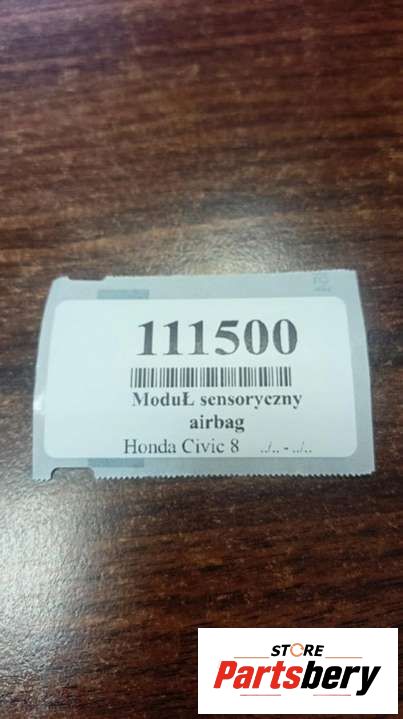 111500
ModuŁ sensoryczny
airbag
Honda Civic 8 ../.. - ../..
STORE
Partsbery